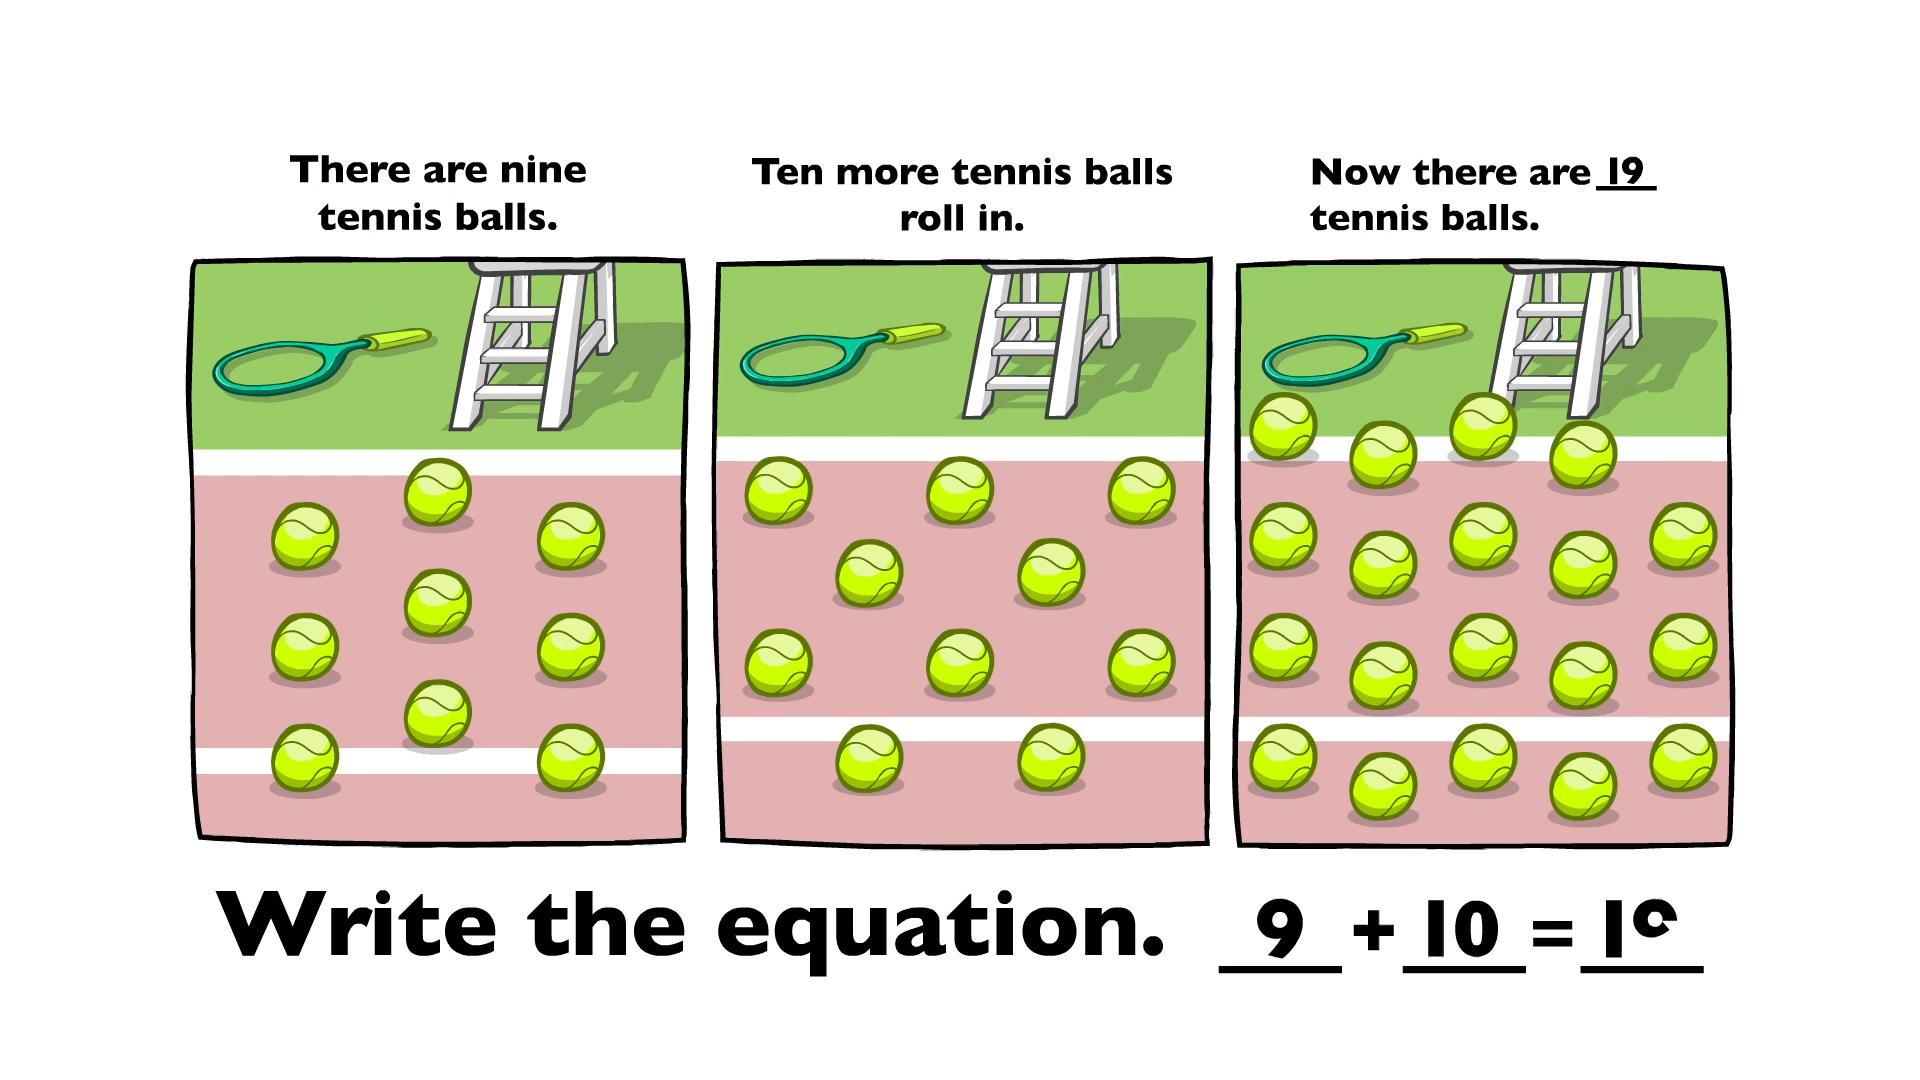 There are nine
tennis balls.
Ten more tennis balls
roll in.
Now there are 19
tennis balls.
Write the equation. 9 + 10 = 1